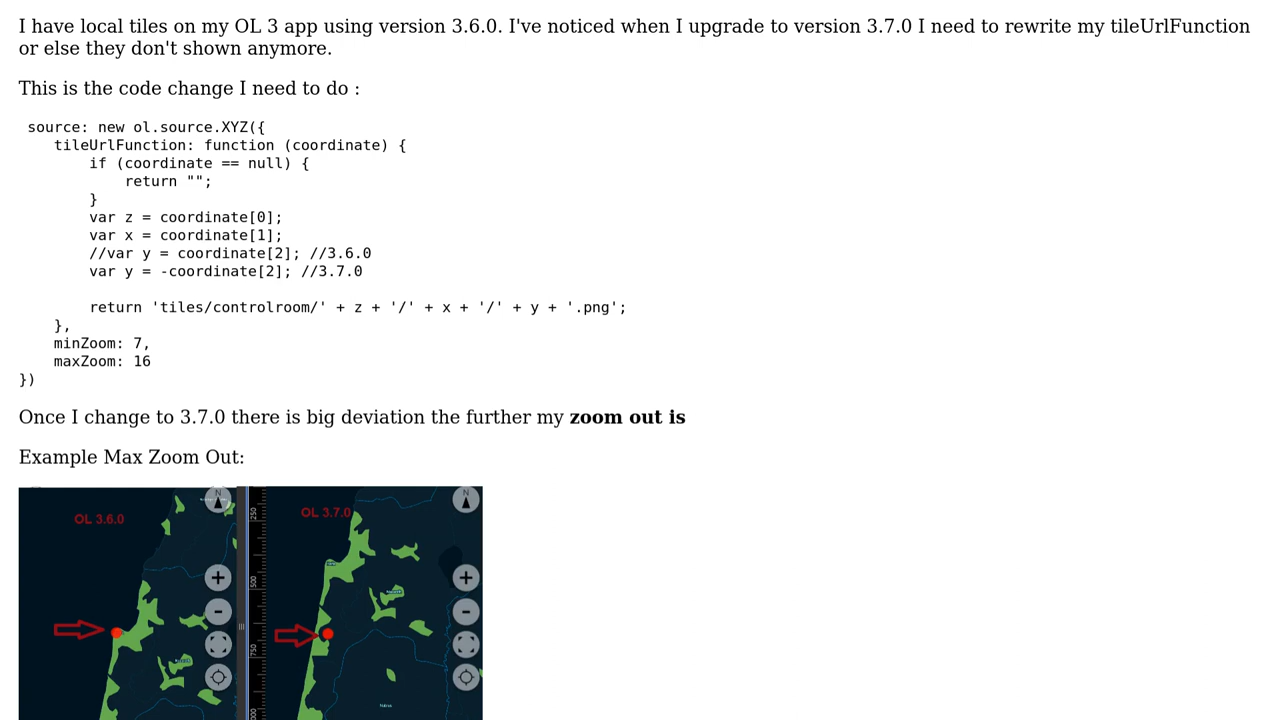 I have local tiles on my OL 3 app using version 3.6.0. I've noticed when I upgrade to version 3.7.0 I need to rewrite my tileUrlFunction
or else they don't shown anymore.
This is the code change I need to do :
source: new ol.source.XYZ({
tileUrlFunction: function (coordinate) {
if (coordinate == null) {
return "";
}
var z = coordinate[0];
var x = coordinate[1];
//var y = coordinate[2]; //3.6.0
var y = -coordinate[2]; //3.7.0
return 'tiles/controlroom/' + z + '/' + x + '/' + y + '.png';
},
minZoom: 7,
maxZoom: 16
})
Once I change to 3.7.0 there is big deviation the further my zoom out is
Example Max Zoom Out:
OL 3.6.0
N
OL 3.7.0
N
250
500
750